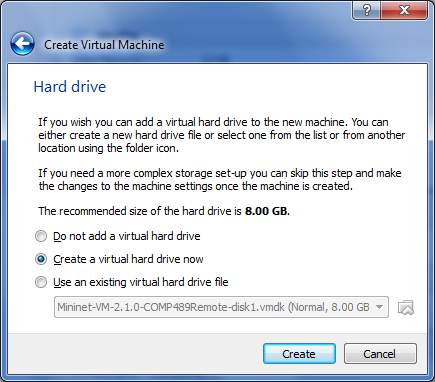 ?
Create Virtual Machine
Hard drive
If you wish you can add a virtual hard drive to the new machine. You can
either create a new hard drive file or select one from the list or from another
location using the folder icon.
If you need a more complex storage set-up you can skip this step and make
the changes to the machine settings once the machine is created.
The recommended size of the hard drive is 8.00 GB.
Do not add a virtual hard drive
Create a virtual hard drive now
Use an existing virtual hard drive file
Mininet-VM-2.1.0-COMP489Remote-disk1.vmdk (Normal, 8.00 GB
Create Cancel